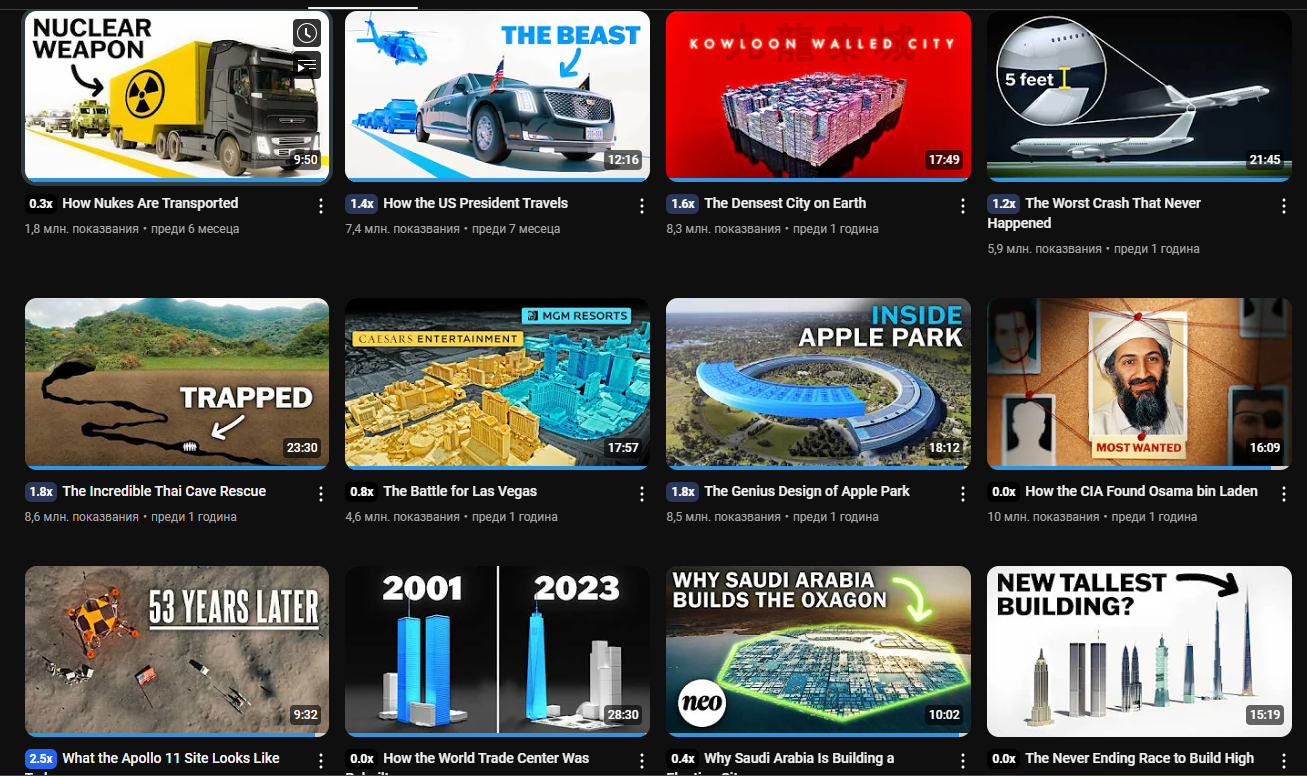 NUCLEAR
WEAPON
9:50
THE BEAST
12:16
KOWLOON WALLED CITY
17:49
5 feet
21:45
0.3x How Nukes Are Transported
1,8 млн. показвания • преди 6 месеца
1.4x How the US President Travels
7,4 млн. показвания • преди 7 месеца
1.6x The Densest City on Earth
8,3 млн. показвания • преди 1 година
1.2x The Worst Crash That Never
Happened
5,9 млн. показвания • преди 1 година
TRAPPED
23:30
MGM RESORTS
CAESARS ENTERTAINMENT
17:57
INSIDE
APPLE PARK
18:12
MOST WANTED
16:09
1.8x The Incredible Thai Cave Rescue
8,6 млн. показвания • преди 1 година
0.8x The Battle for Las Vegas
4,6 млн. показвания • преди 1 година
1.8x The Genius Design of Apple Park
8,5 млн. показвания • преди 1 година
0.0x How the CIA Found Osama bin Laden
10 млн. показвания • преди 1 година
53 YEARS LATER
9:32
2001
2023
28:30
WHY SAUDI ARABIA
BUILDS THE OXAGON
neo
10:02
NEW TALLEST
BUILDING?
15:19
2.5x What the Apollo 11 Site Looks Like
0.0x How the World Trade Center Was
0.4x Why Saudi Arabia Is Building a
0.0x The Never Ending Race to Build High